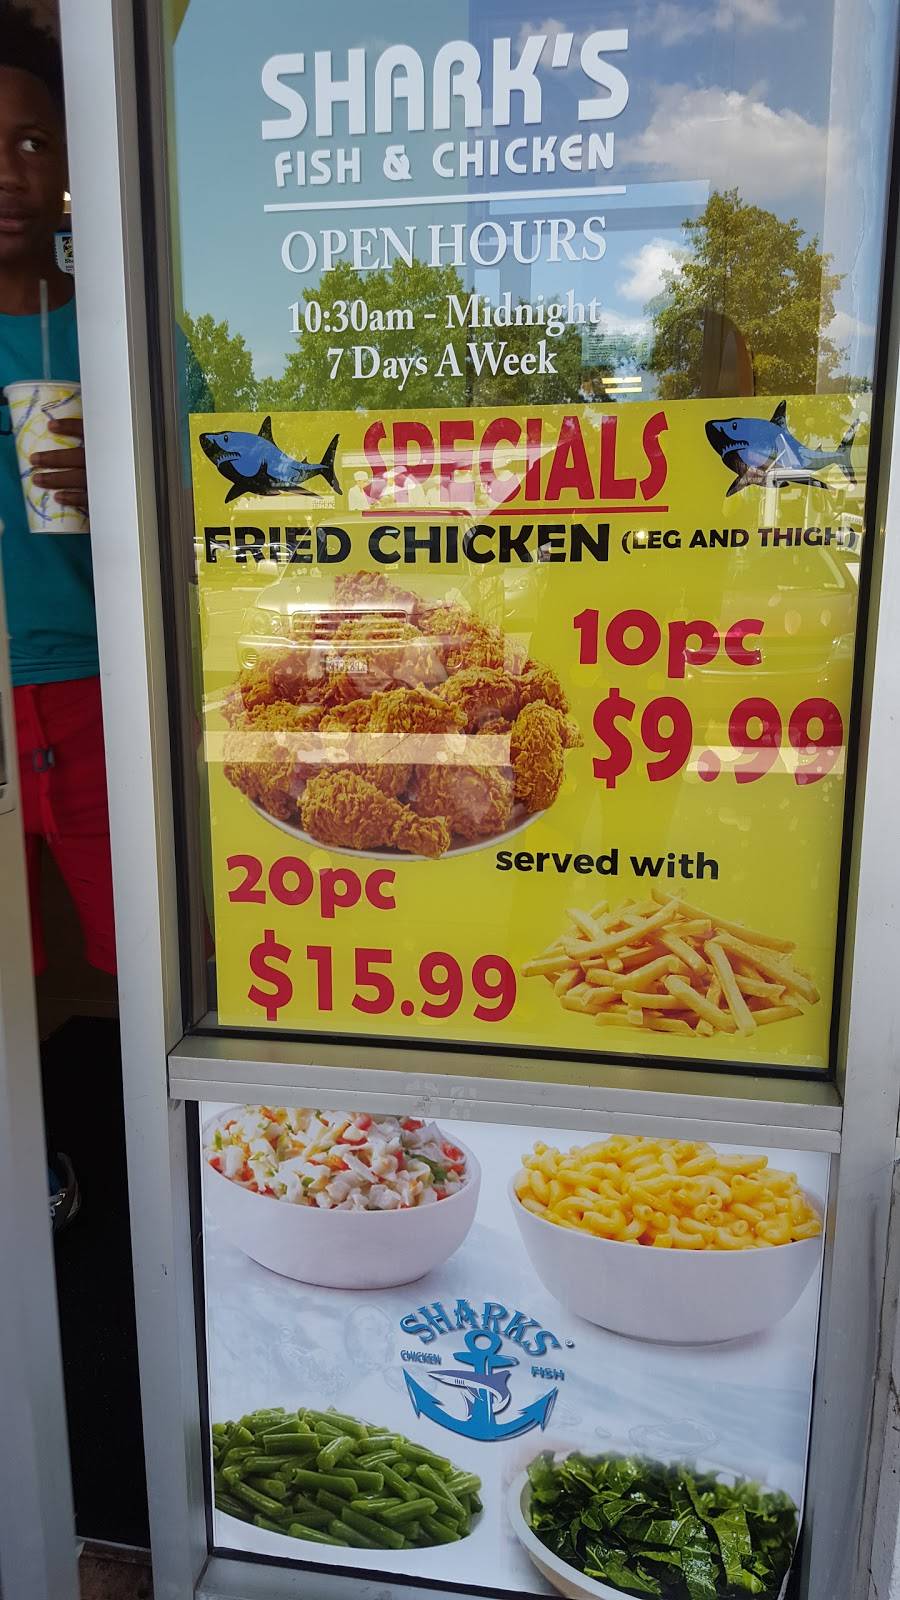 SHARK'S
FISH & CHICKEN
OPEN HOURS
10:30am - Midnight
7 Days A Week
SPECIALS
FRIED CHICKEN (LEG AND THIGH)
10pc
$9.99
served with
20pc
$15.99
SHARKS
CHICKEN FISH